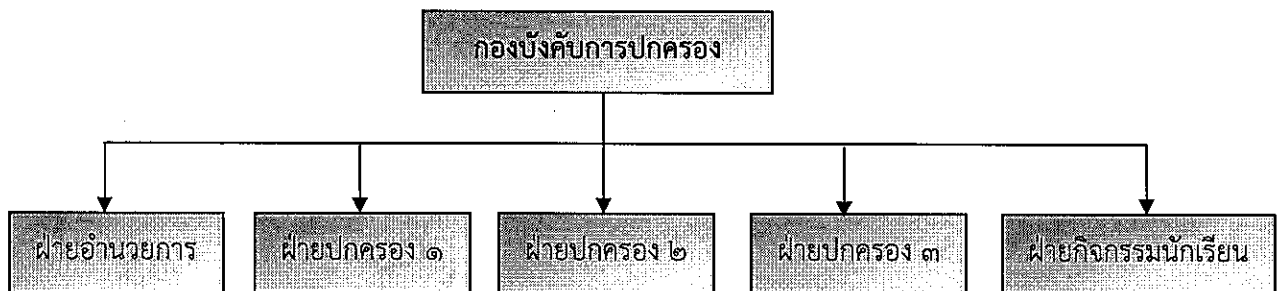 กองบังคับการปกครอง
ฝ่ายอำนวยการ
ฝ่ายปกครอง ๑
ฝ่ายปกครอง ๒
ฝ่ายปกครอง ๓
ฝ่ายกิจกรรมนักเรียน